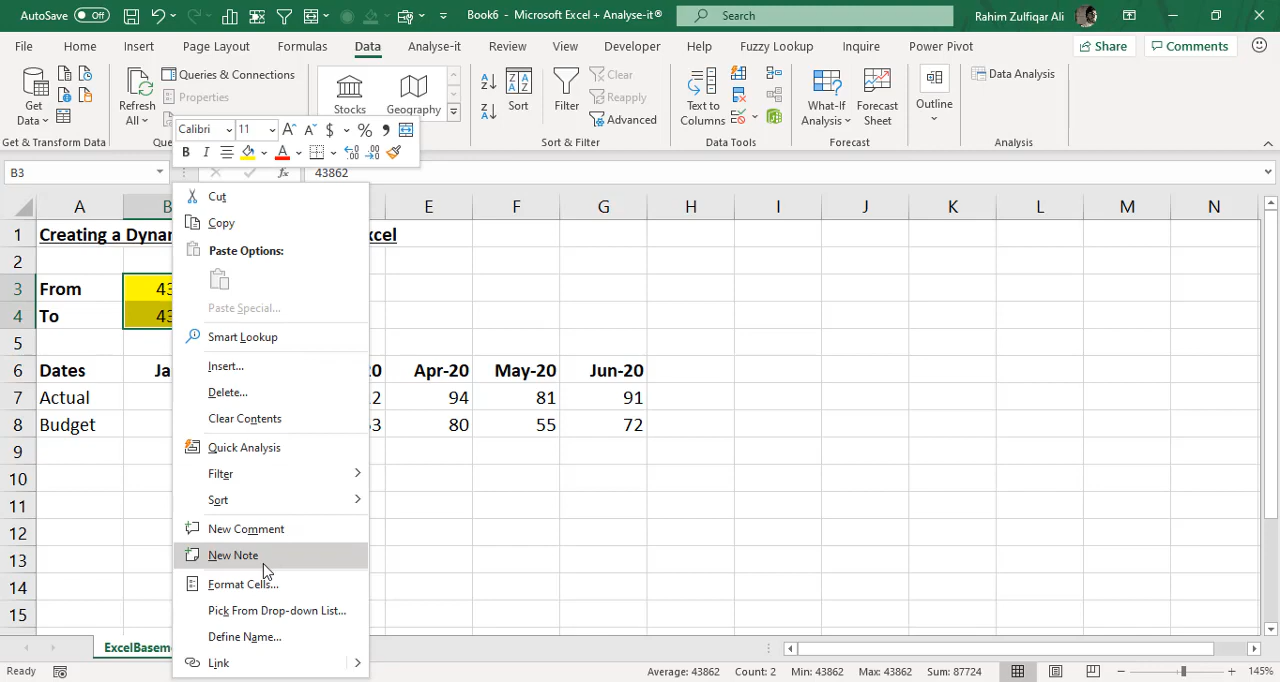 AutoSave Off Book6 - Microsoft Excel + Analyse-it® Search Rahim Zulfiqar Ali
File Home Insert Page Layout Formulas Data Analyse-it Review View Developer Help Fuzzy Lookup Inquire Power Pivot Share Comments
Get Data
Refresh All
Queries & Connections
Properties
Stocks
Geography
Sort
Filter
Clear
Reapply
Advanced
Text to Columns
What-If Analysis
Forecast Sheet
Outline
Data Analysis
Get & Transform Data Que Sort & Filter Data Tools Forecast Analysis
Calibri 11 A A $ % ,
B I A
B3 fx 43862
A B E F G H I J K L M N
1 Creating a Dynan xcel
2
3 From 43
4 To 43
5
6 Dates Ja 0 Apr-20 May-20 Jun-20
7 Actual 2 94 81 91
8 Budget 3 80 55 72
9
10
11
12
13
14
15
Cut
Copy
Paste Options:
Paste Special...
Smart Lookup
Insert...
Delete...
Clear Contents
Quick Analysis
Filter
Sort
New Comment
New Note
Format Cells...
Pick From Drop-down List...
Define Name...
Link
ExcelBasem
Ready Average: 43862 Count: 2 Min: 43862 Max: 43862 Sum: 87724 145%